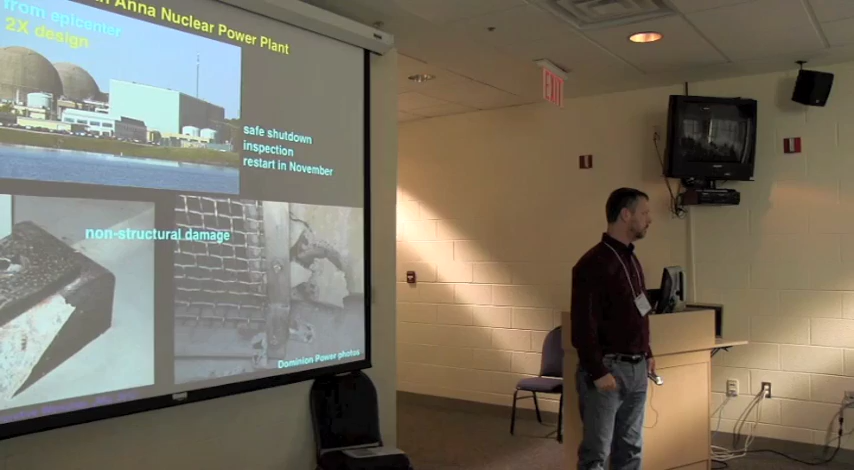 Anna Nuclear Power Plant
from epicenter
2X design
safe shutdown
inspection
restart in November
non-structural damage
Dominion Power photos
EXIT